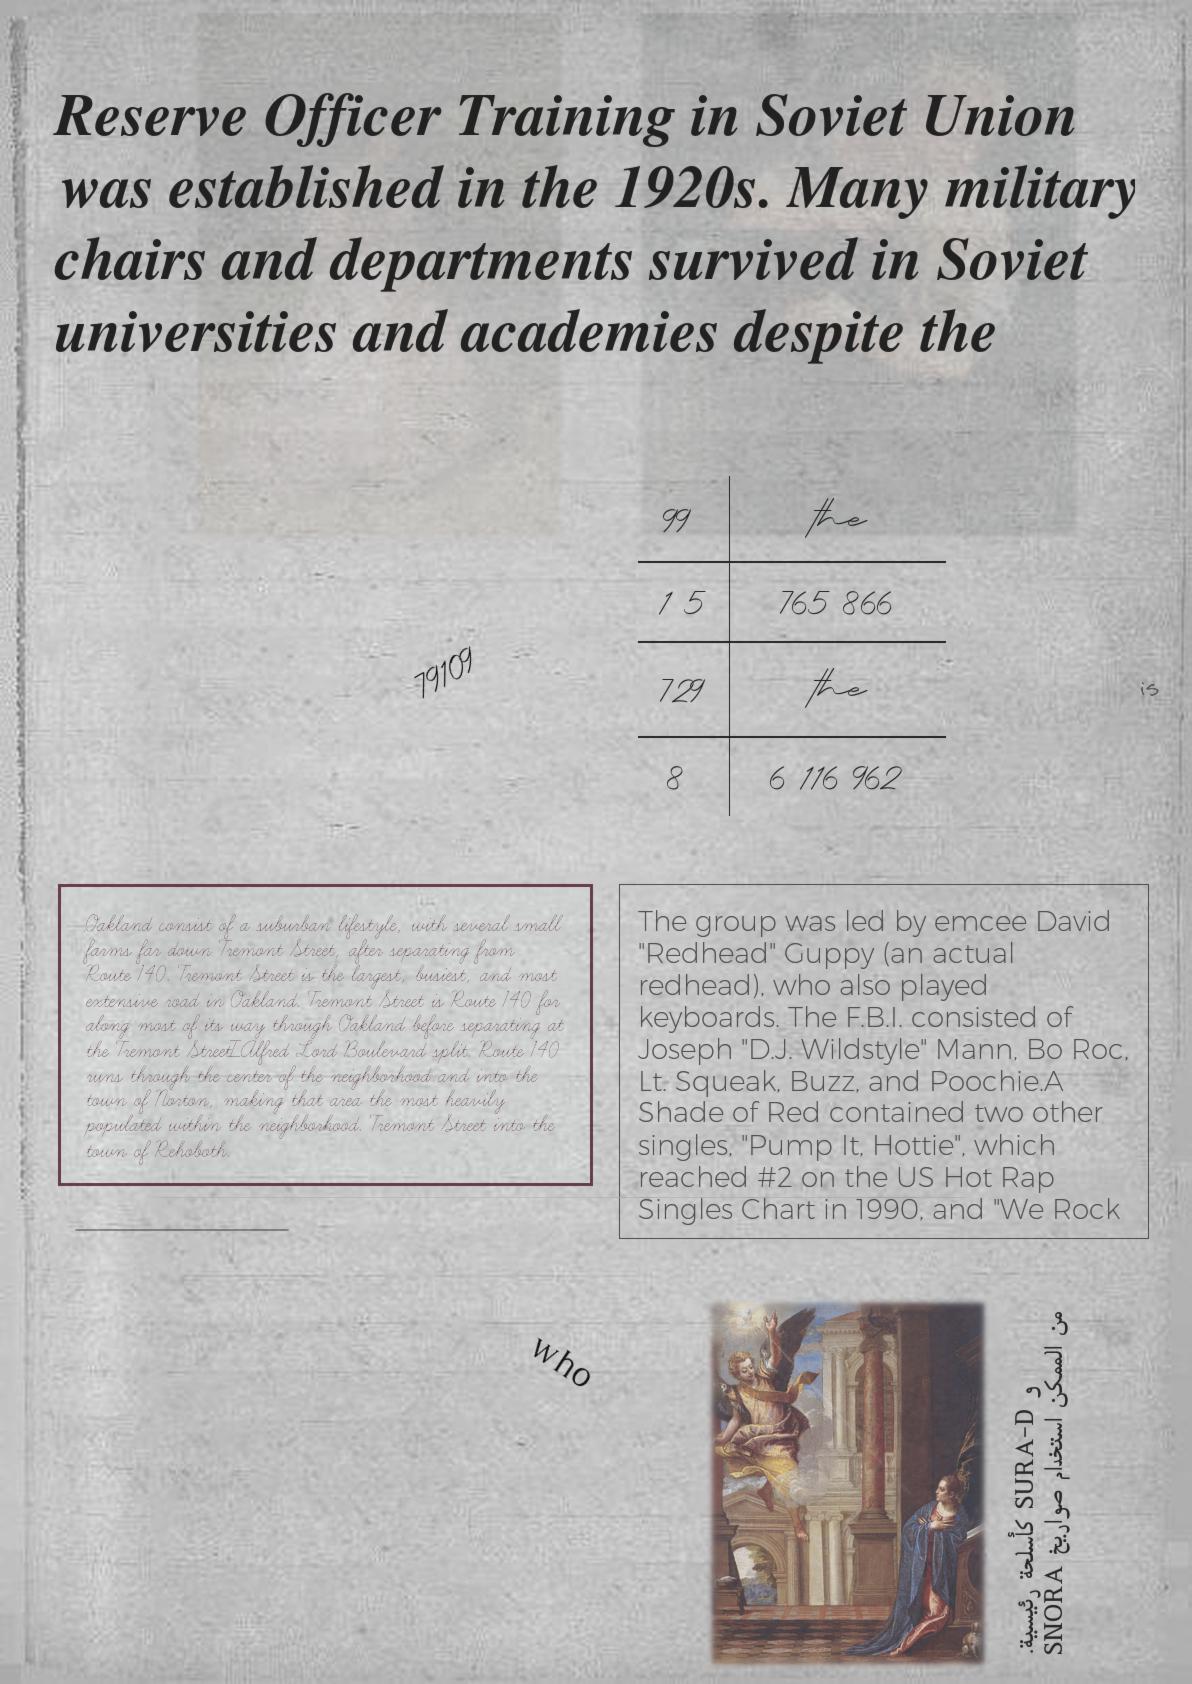 Reserve Officer Training in Soviet Union
was established in the 1920s. Many military
chairs and departments survived in Soviet
universities and academies despite the
99 the
1 5 765 866
729 the
8 6 116 962
79109
is
Oakland consist of a suburban lifestyle, with several small
farms far down Tremont Street, after separating from
Route 140. Tremont Street is the largest, busiest, and most
extensive road in Oakland. Tremont Street is Route 140 for
along most of its way through Oakland before separating at
the Tremont Street Alfred Lord Boulevard split. Route 140
runs through the center of the neighborhood and into the
town of Norton, making that area the most heavily
populated within the neighborhood. Tremont Street into the
town of Rehoboth.
The group was led by emcee David
"Redhead" Guppy (an actual
redhead), who also played
keyboards. The F.B.I. consisted of
Joseph "D.J. Wildstyle" Mann, Bo Roc,
Lt. Squeak, Buzz, and Poochie.A
Shade of Red contained two other
singles, "Pump It, Hottie", which
reached #2 on the US Hot Rap
Singles Chart in 1990, and "We Rock
who
من الممكن استخدام صواريخ SNORA
و SURA-D كأسلحة رئيسية.